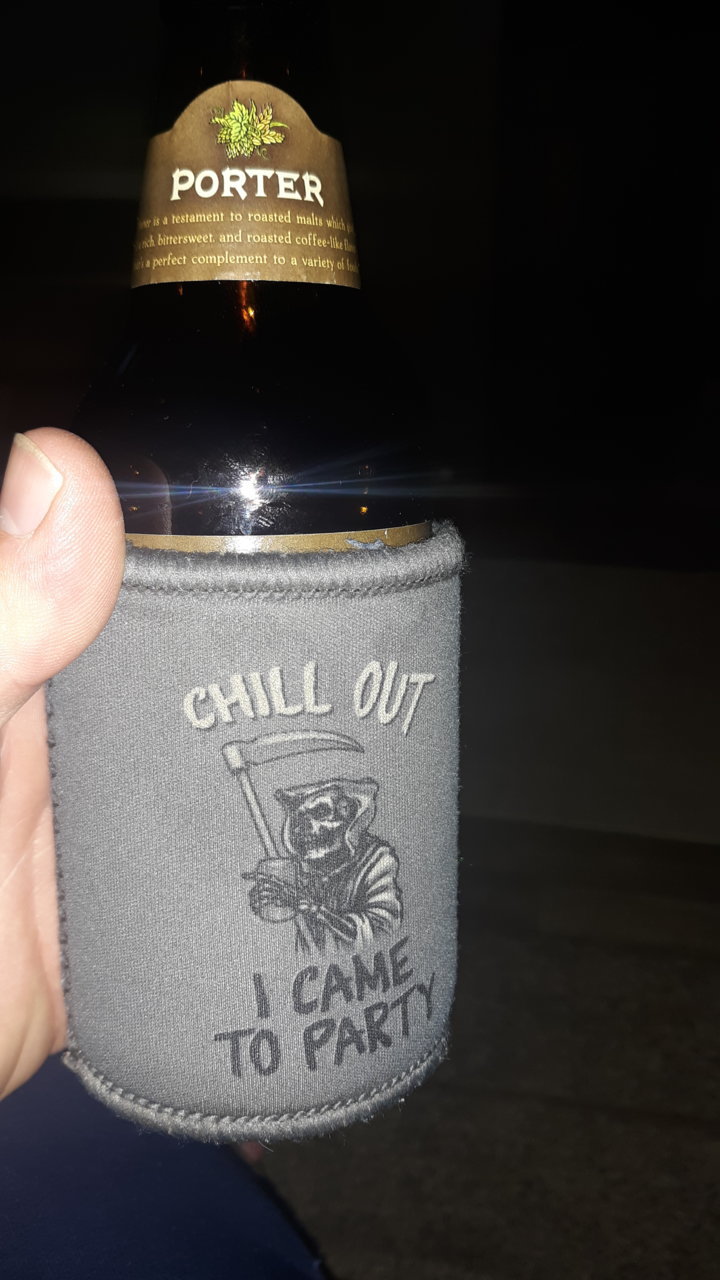 PORTER
is a testament to roasted malts which
rich, bittersweet, and roasted coffee-like
a perfect complement to a variety of
CHILL OUT
I CAME
TO PARTY